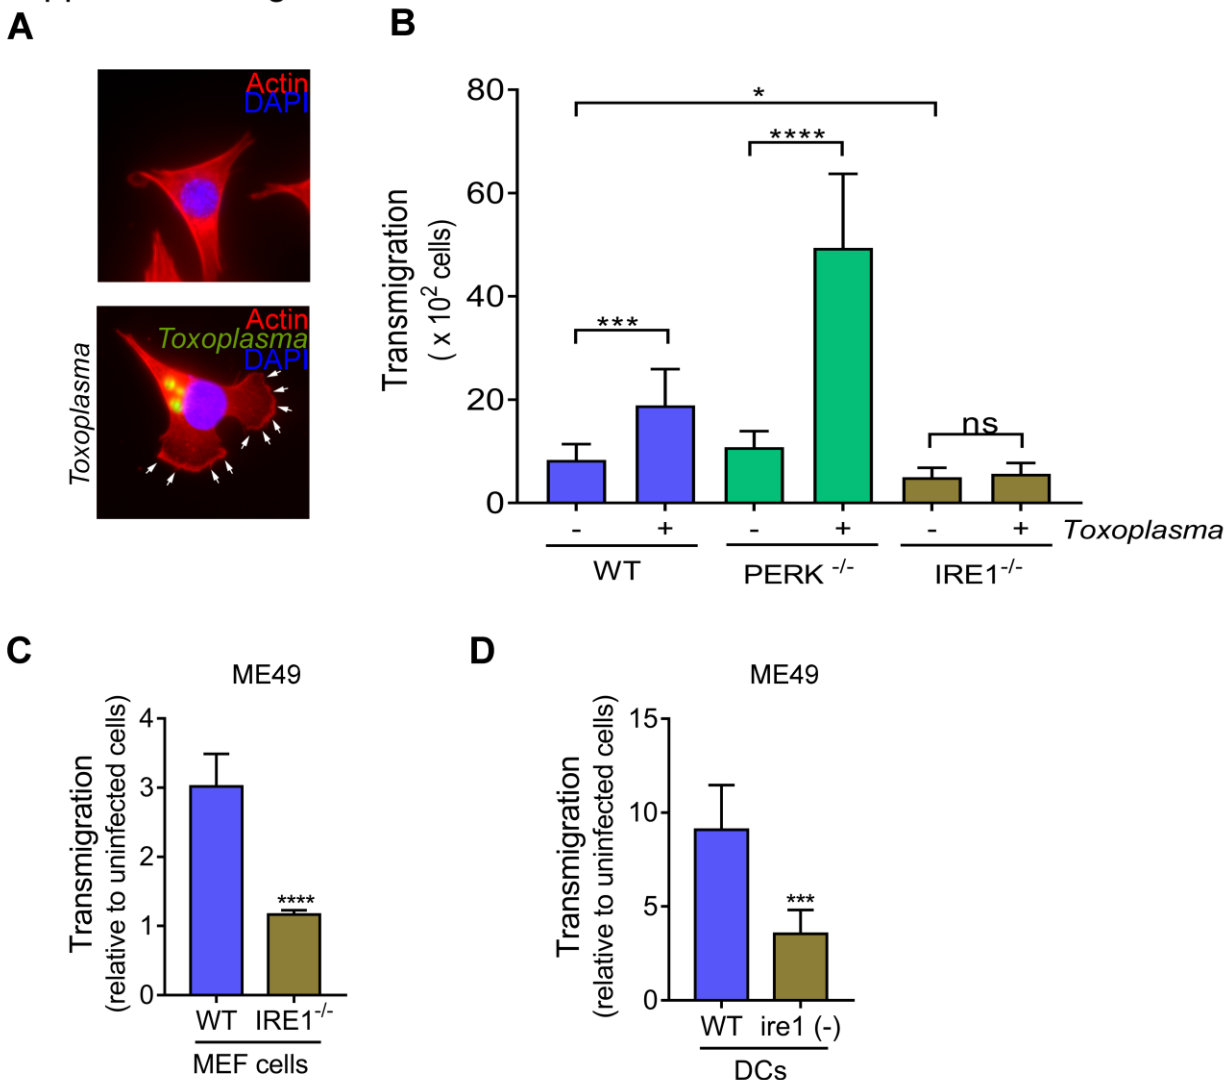 A
B
Actin
DAPI
Actin
Toxoplasma
DAPI
Toxoplasma
Transmigration
( x 10² cells)
80
60
40
20
0
*
****
***
ns
- + - + - + Toxoplasma
WT PERK -/- IRE1-/-
C
D
ME49
Transmigration
(relative to uninfected cells)
4
3
2
1
0
****
WT IRE1-/-
MEF cells
ME49
Transmigration
(relative to uninfected cells)
15
10
5
0
***
WT ire1 (-)
DCs